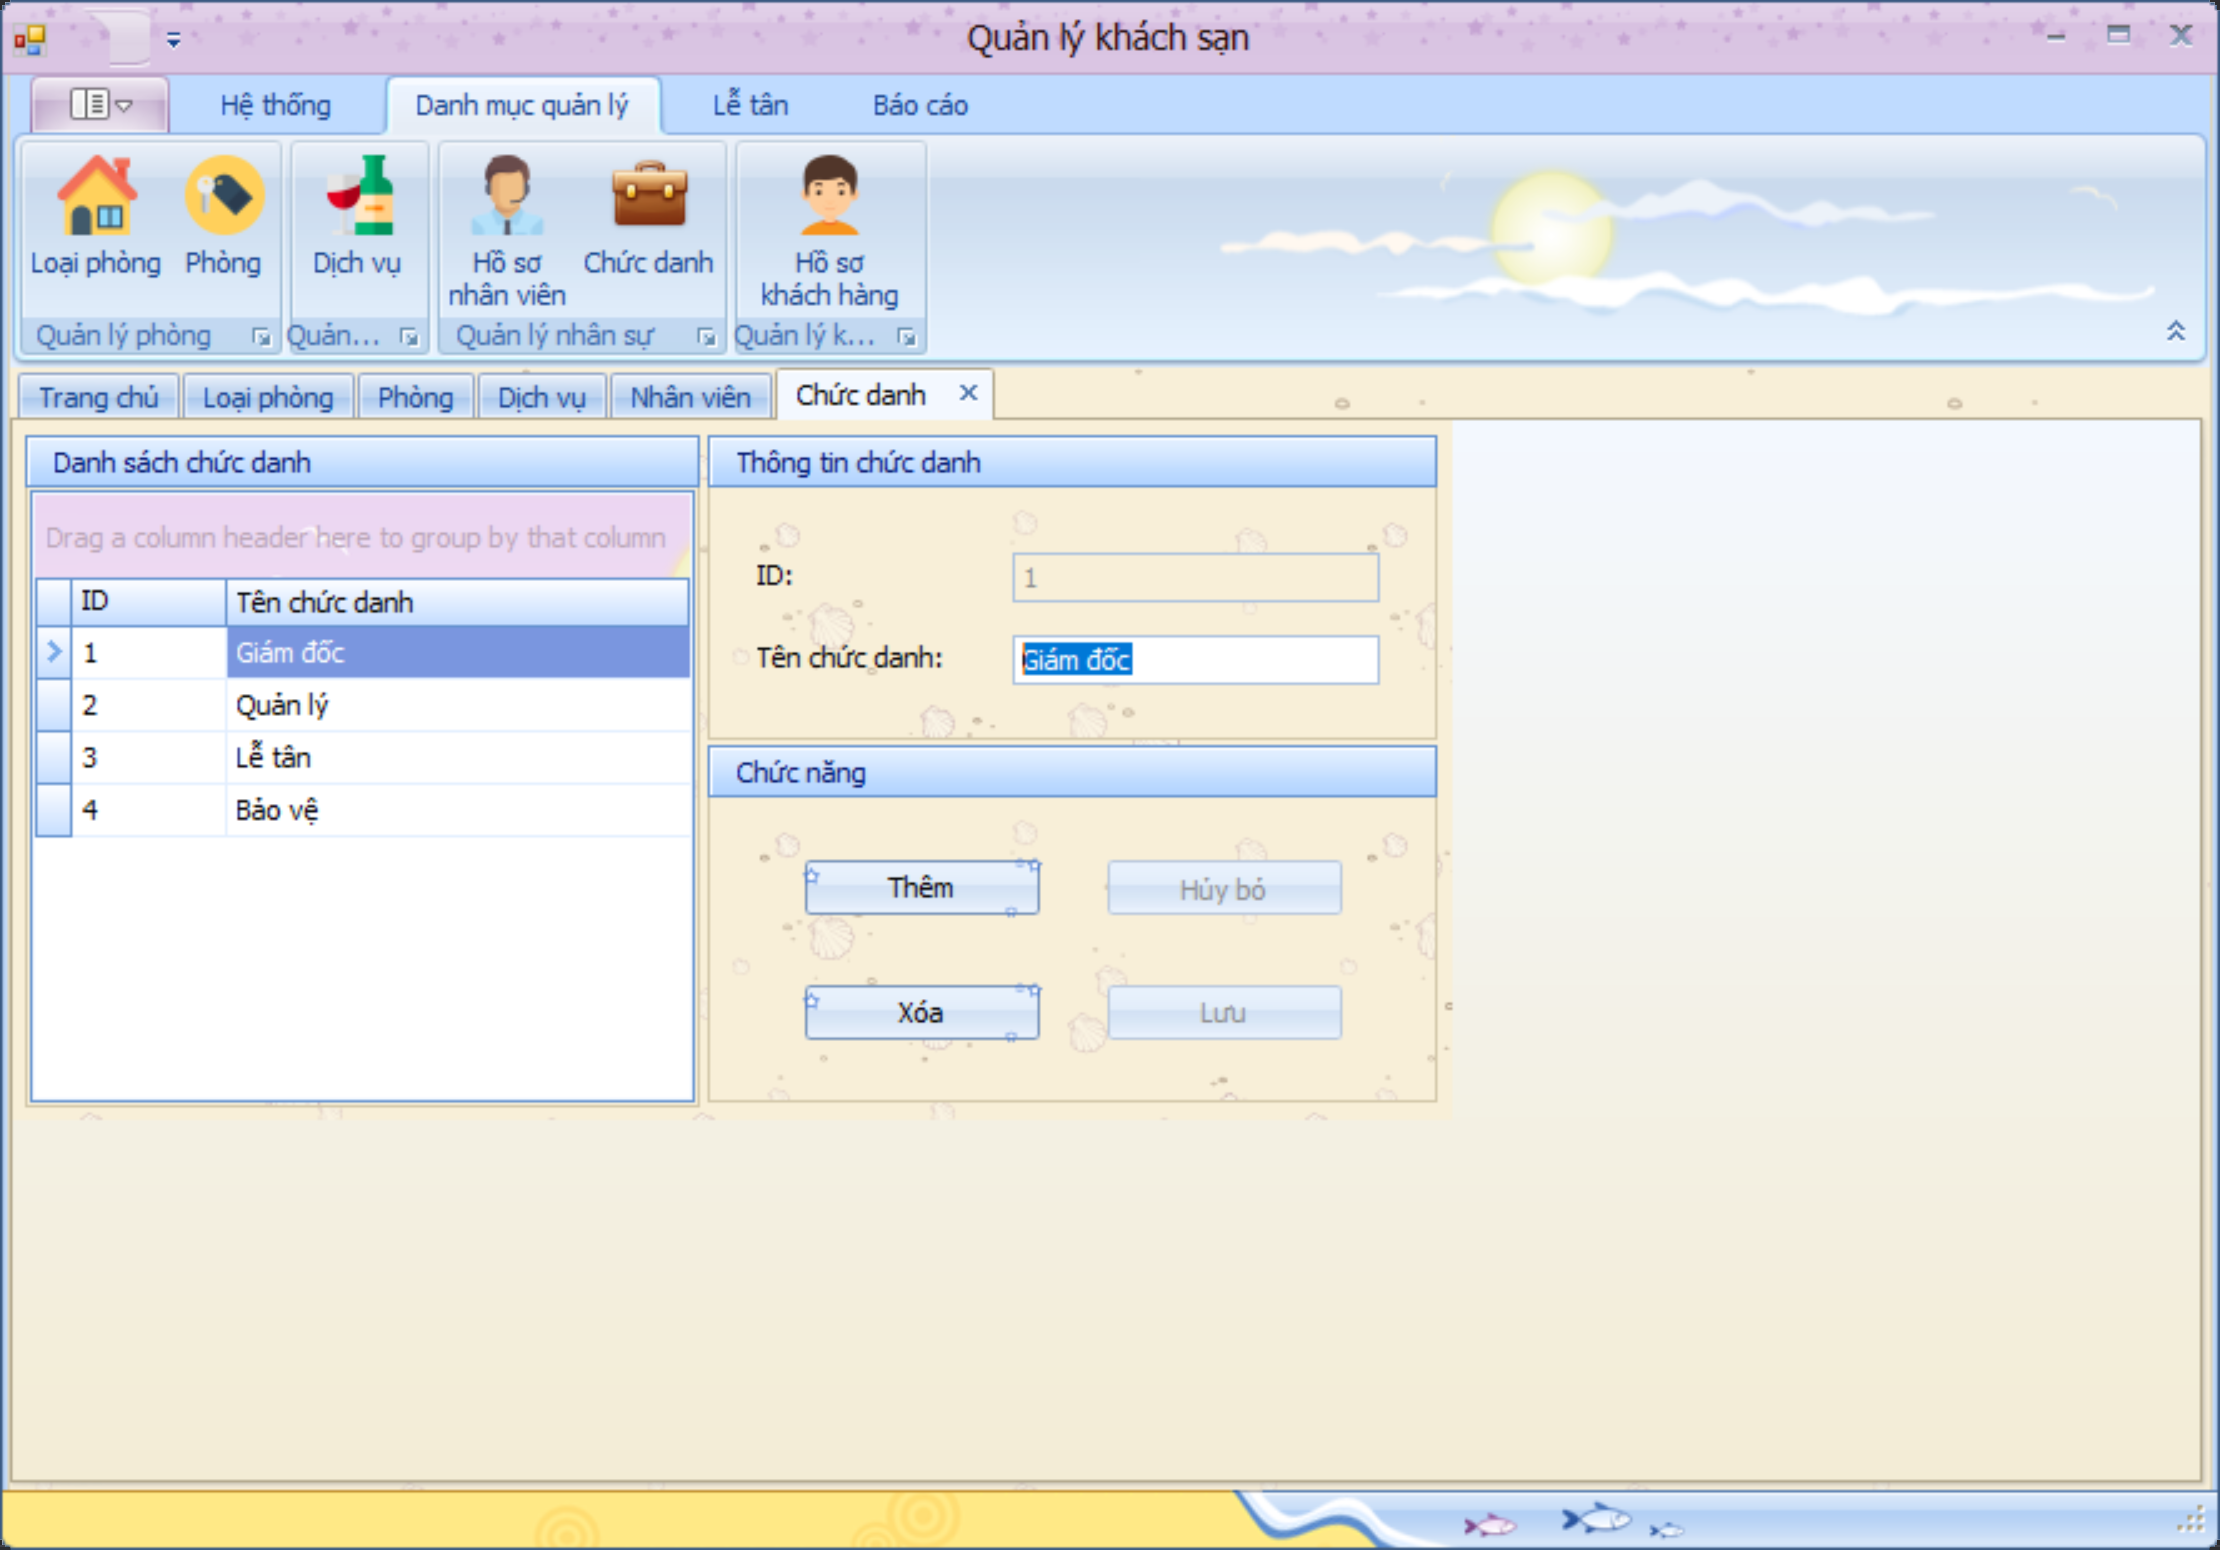 Quản lý khách sạn
Hệ thống
Danh mục quản lý
Lễ tân
Báo cáo
Loại phòng
Phòng
Dịch vụ
Hồ sơ
nhân viên
Chức danh
Hồ sơ
khách hàng
Quản lý phòng
Quản...
Quản lý nhân sự
Quản lý k...
Trang chủ
Loại phòng
Phòng
Dịch vụ
Nhân viên
Chức danh
Danh sách chức danh
Drag a column header here to group by that column
ID Tên chức danh
1 Giám đốc
2 Quản lý
3 Lễ tân
4 Bảo vệ
Thông tin chức danh
ID: 1
Tên chức danh: Giám đốc
Chức năng
Thêm
Hủy bỏ
Xóa
Lưu